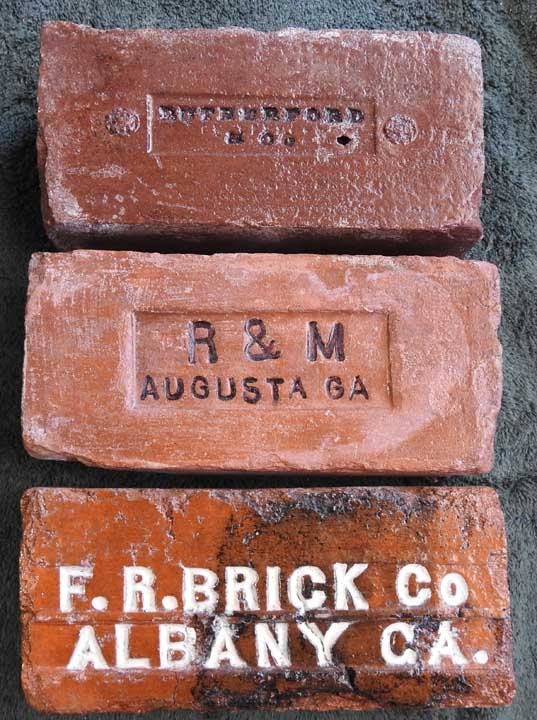 RUTHERFORD
& Co
R & M
AUGUSTA GA
F. R. BRICK Co
ALBANY GA.